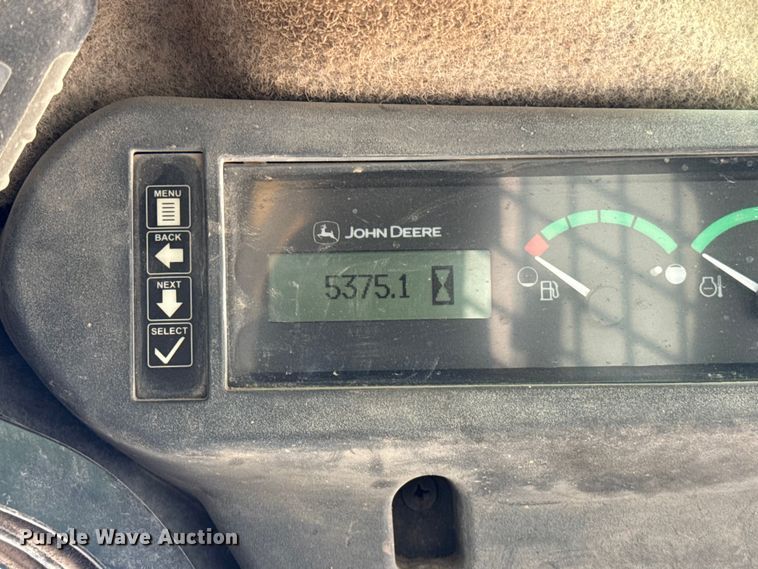 MENU
BACK
NEXT
SELECT
JOHN DEERE
5375.1
Purple Wave Auction